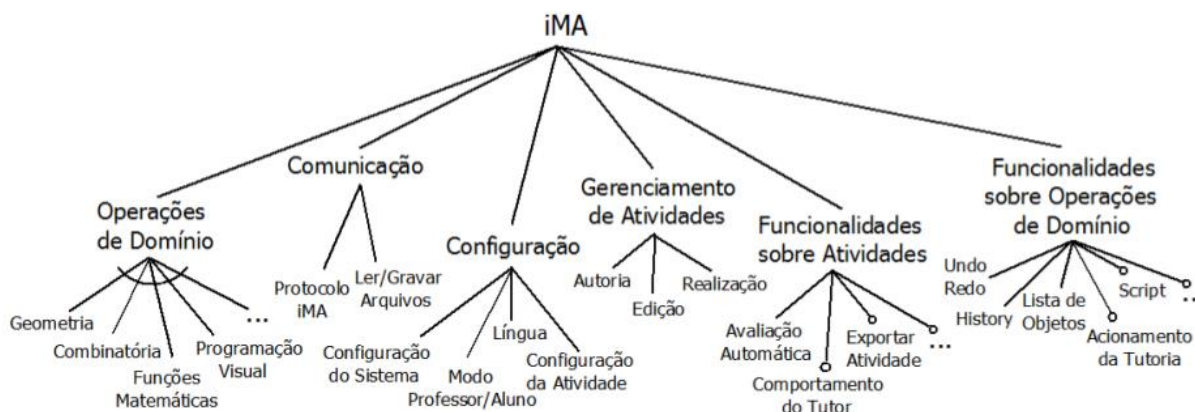 iMA
Operações
de Domínio
Geometria
Combinatória
Funções
Matemáticas
Programação
Visual
...
Comunicação
Protocolo
iMA
Ler/Gravar
Arquivos
Configuração
Configuração
do Sistema
Modo
Professor/Aluno
Língua
Configuração
da Atividade
Gerenciamento
de Atividades
Autoria
Edição
Realização
Funcionalidades
sobre Atividades
Avaliação
Automática
Comportamento
do Tutor
Exportar
Atividade
...
Funcionalidades
sobre Operações
de Domínio
Undo
Redo
History
Lista de
Objetos
Acionamento
da Tutoria
Script
...